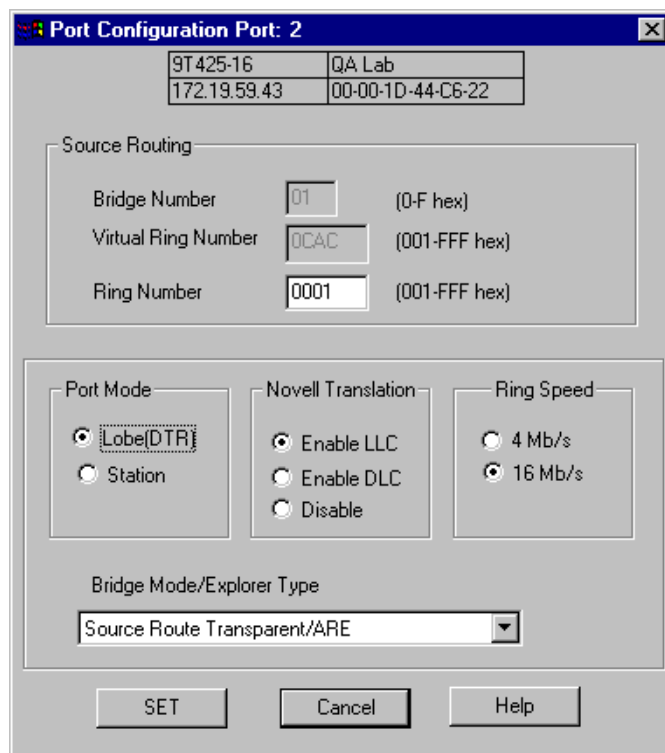 Port Configuration Port: 2
9T425-16 QA Lab
172.19.59.43 00-00-1D-44-C6-22
Source Routing
Bridge Number 01 (0-F hex)
Virtual Ring Number 0CAC (001-FFF hex)
Ring Number 0001 (001-FFF hex)
Port Mode Novell Translation Ring Speed
Lobe(DTR) Enable LLC 4 Mb/s
Station Enable DLC 16 Mb/s
Disable
Bridge Mode/Explorer Type
Source Route Transparent/ARE
SET Cancel Help